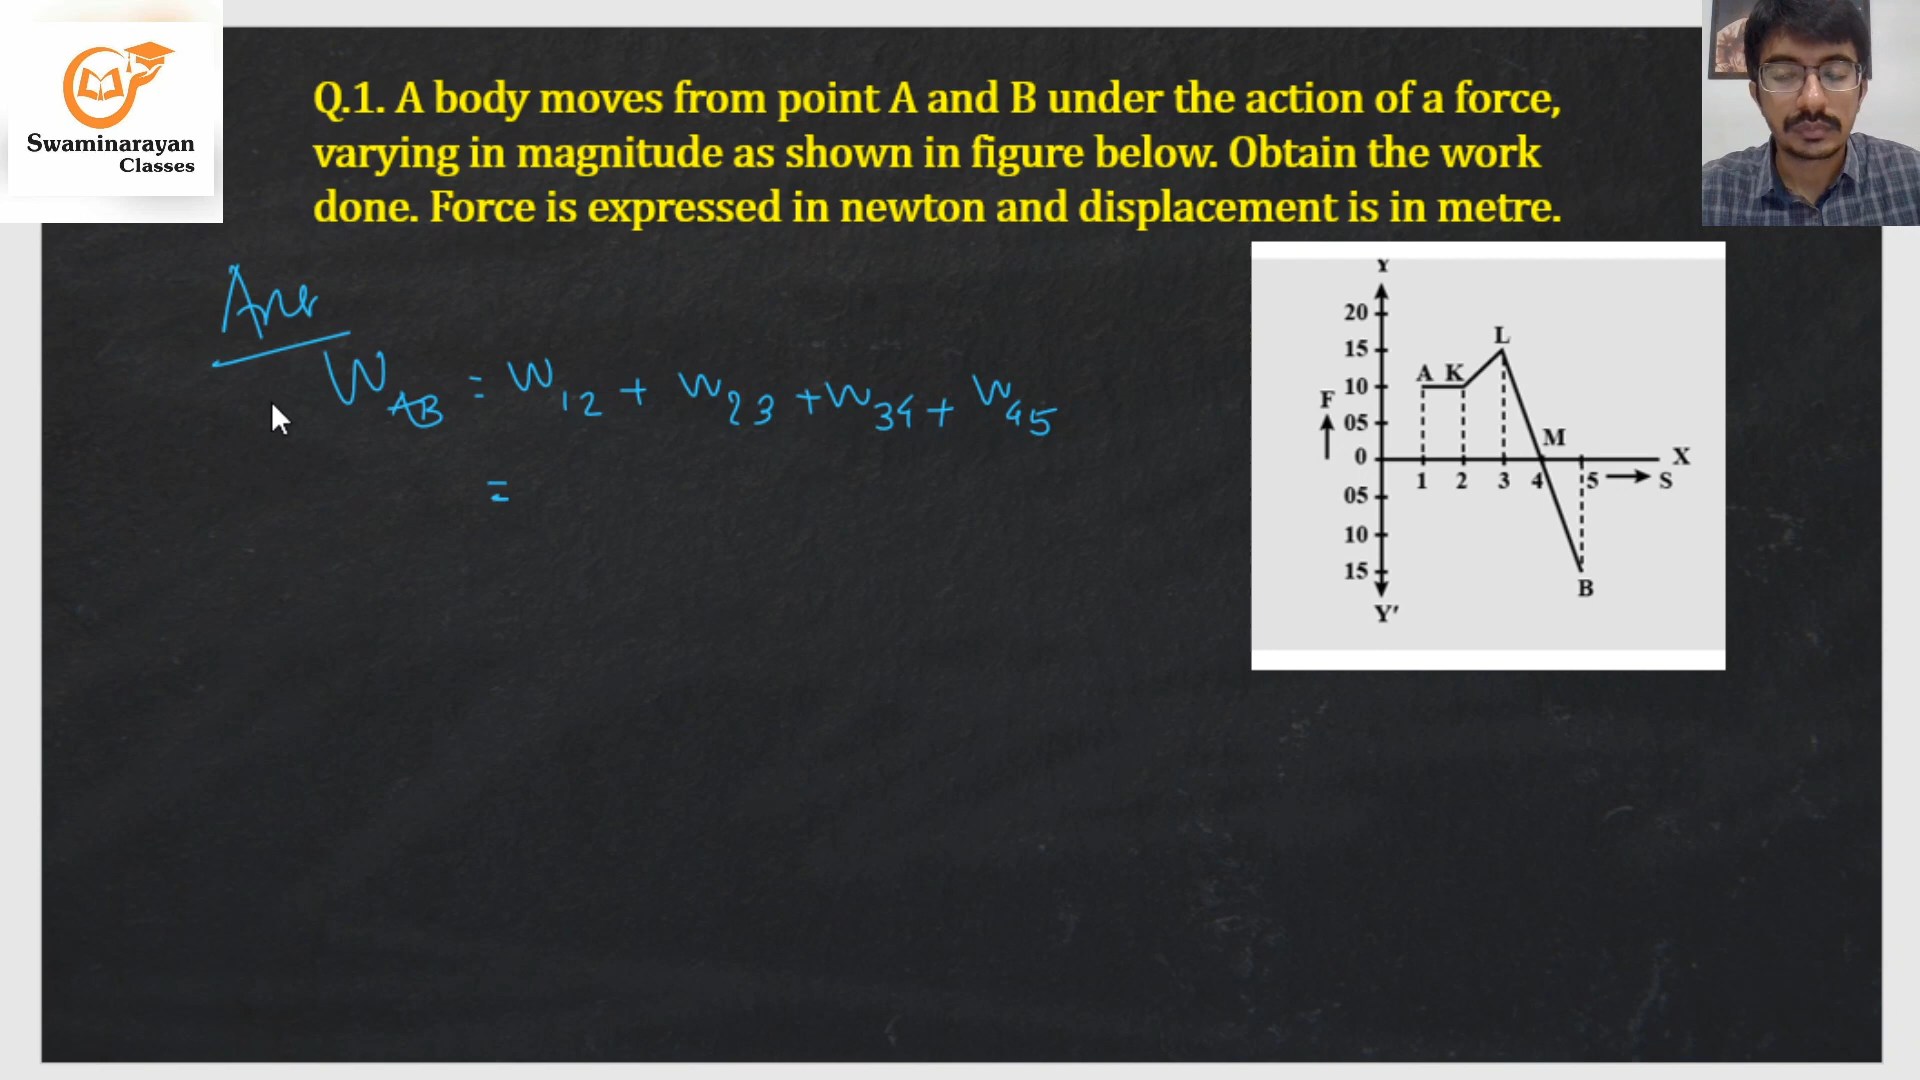 Swaminarayan
Classes
Q.1. A body moves from point A and B under the action of a force,
varying in magnitude as shown in figure below. Obtain the work
done. Force is expressed in newton and displacement is in metre.
Ans
W_AB = W_12 + W_23 + W_34 + W_45
=
Y
20
15
10
05
0
05
10
15
Y'
F
A K
L
M
B
1 2 3 4 5
X
S